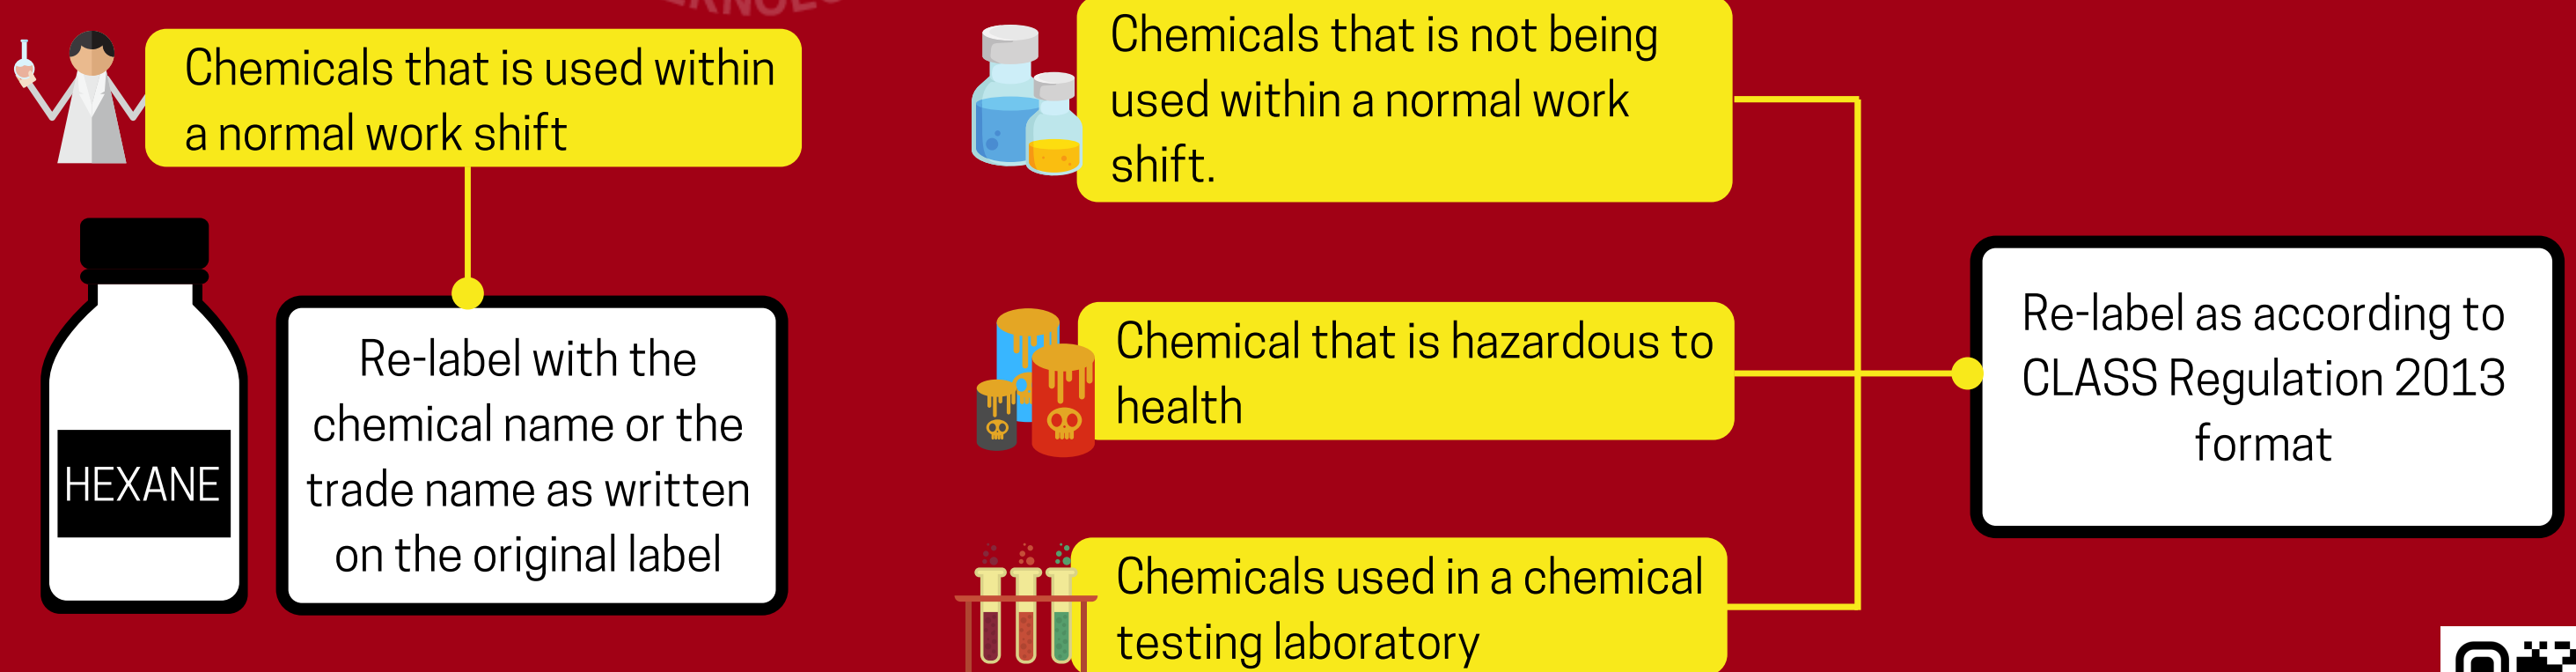 Chemicals that is used within
a normal work shift
HEXANE
Re-label with the
chemical name or the
trade name as written
on the original label
Chemicals that is not being
used within a normal work
shift.
Chemical that is hazardous to
health
Chemicals used in a chemical
testing laboratory
Re-label as according to
CLASS Regulation 2013
format